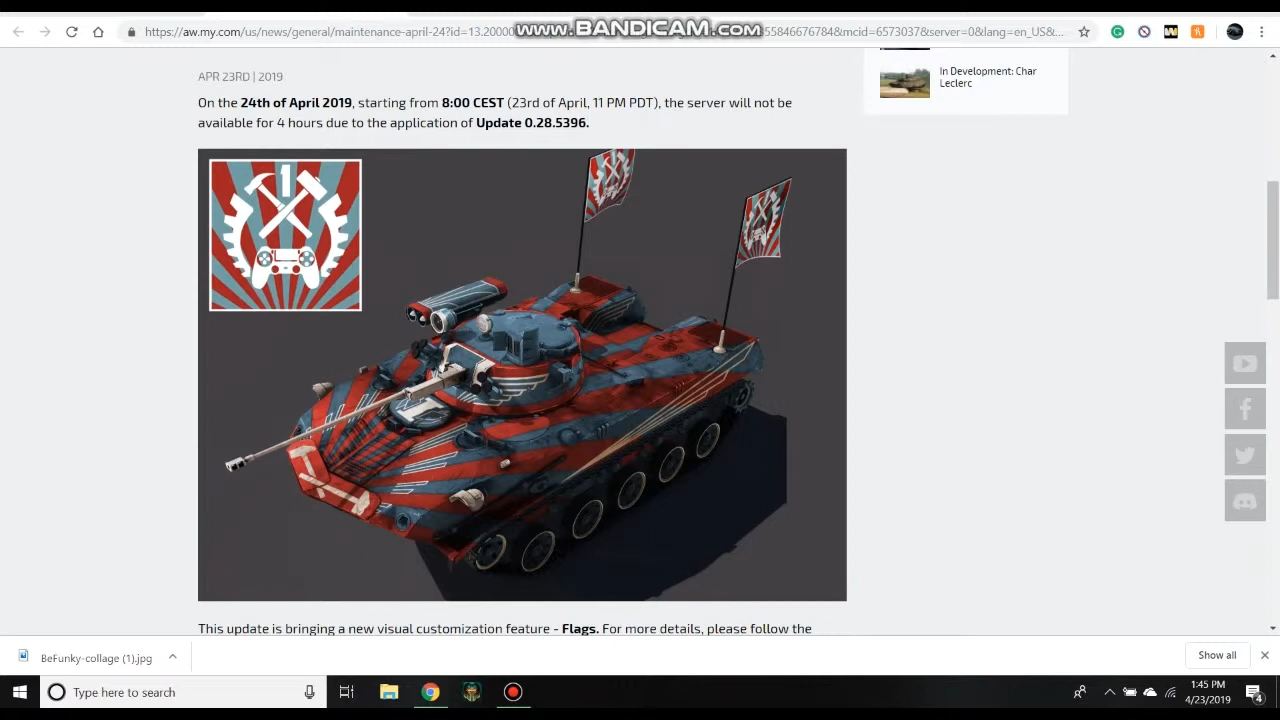 www.BANDICAM.com
https://aw.my.com/us/news/general/maintenance-april-24?id=13.20000 558466767784&mcid=6573037&server=0&lang=en_US&...
In Development: Char
Leclerc
APR 23RD | 2019
On the 24th of April 2019, starting from 8:00 CEST (23rd of April, 11 PM PDT), the server will not be
available for 4 hours due to the application of Update 0.28.5396.
1
This update is bringing a new visual customization feature - Flags. For more details, please follow the
BeFunky-collage (1).jpg
Show all
Type here to search
1:45 PM
4/23/2019
4